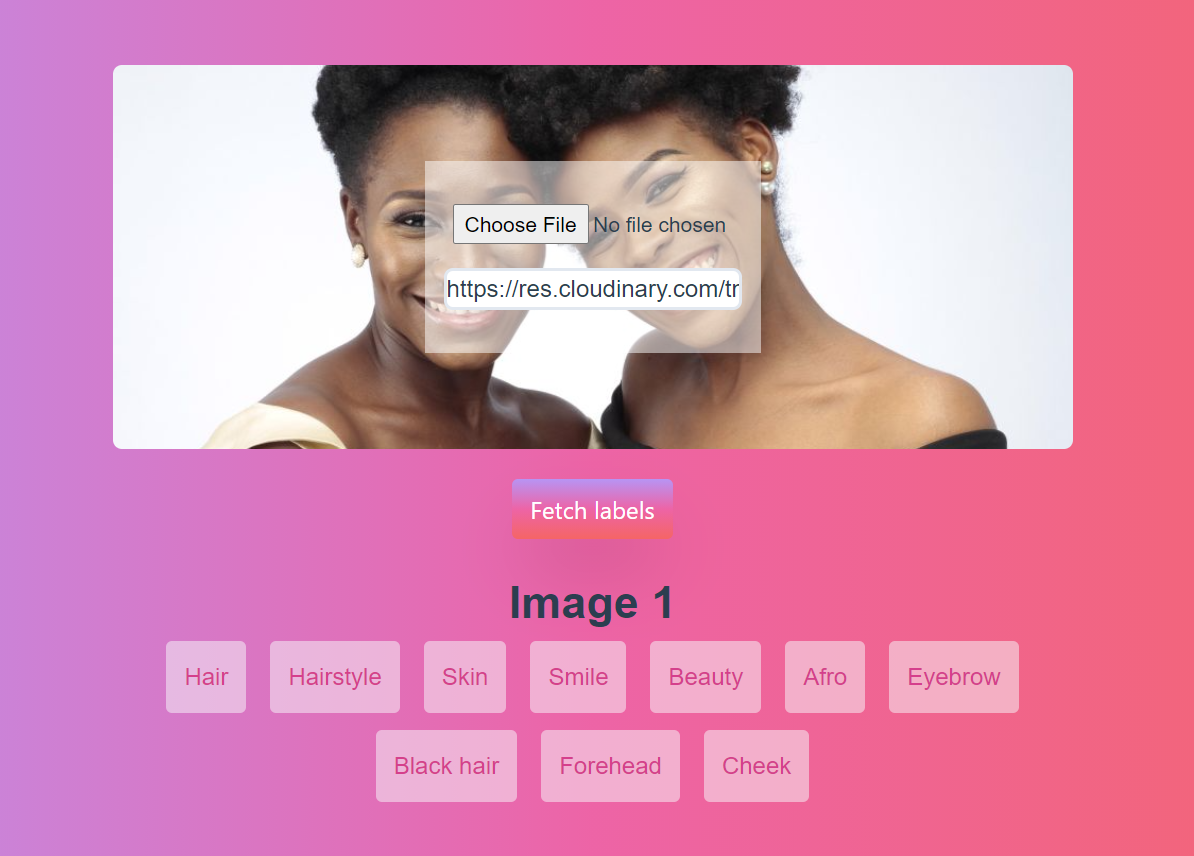 Choose File No file chosen
https://res.cloudinary.com/tr
Fetch labels
Image 1
Hair Hairstyle Skin Smile Beauty Afro Eyebrow
Black hair Forehead Cheek